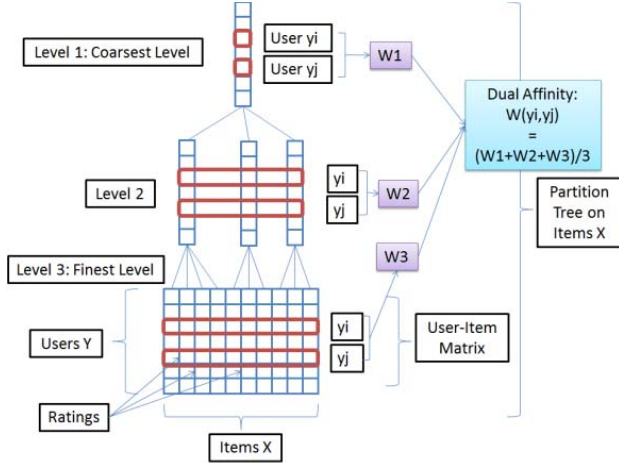 Level 1: Coarsest Level
User yi
User yj
W1
Dual Affinity:
W(yi,yj)
=
(W1+W2+W3)/3
Level 2
yi
yj
W2
Partition
Tree on
Items X
Level 3: Finest Level
W3
Users Y
yi
yj
User-Item
Matrix
Ratings
Items X